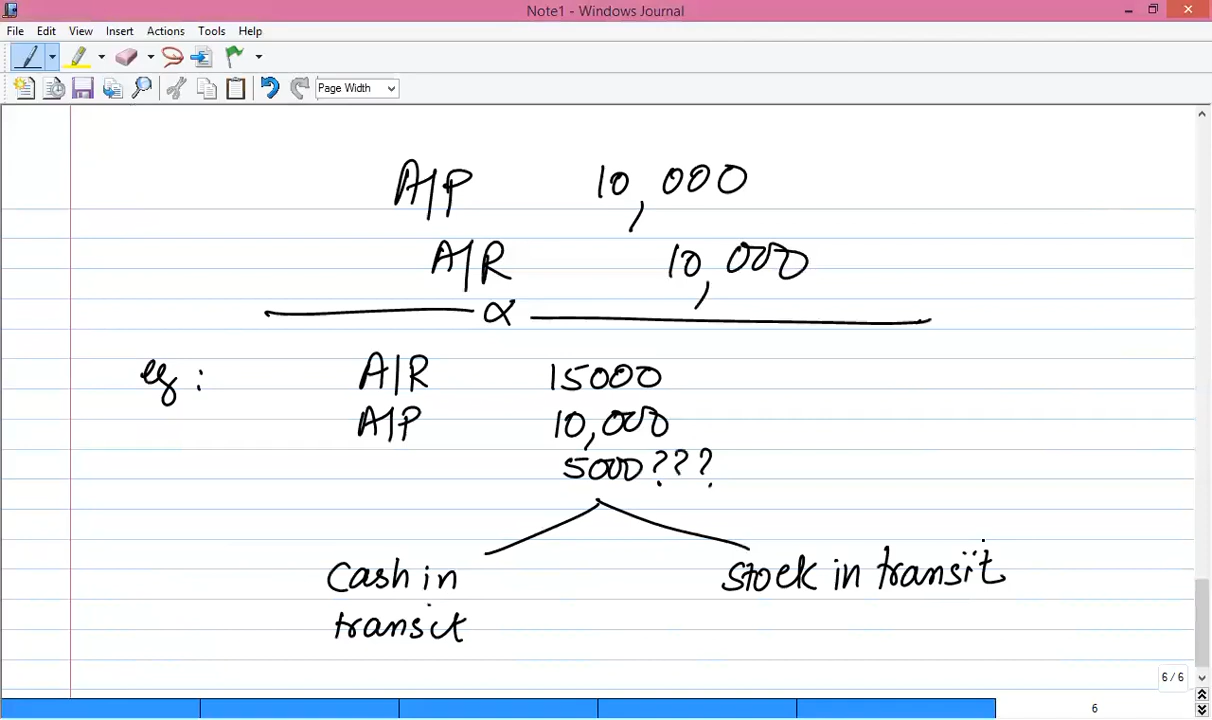 Note1 - Windows Journal
File Edit View Insert Actions Tools Help
Page Width
A/P 10,000
A/R 10,000
eg : A/R 15000
A/P 10,000
5000???
Cash in
transit
Stock in transit
6 / 6
6